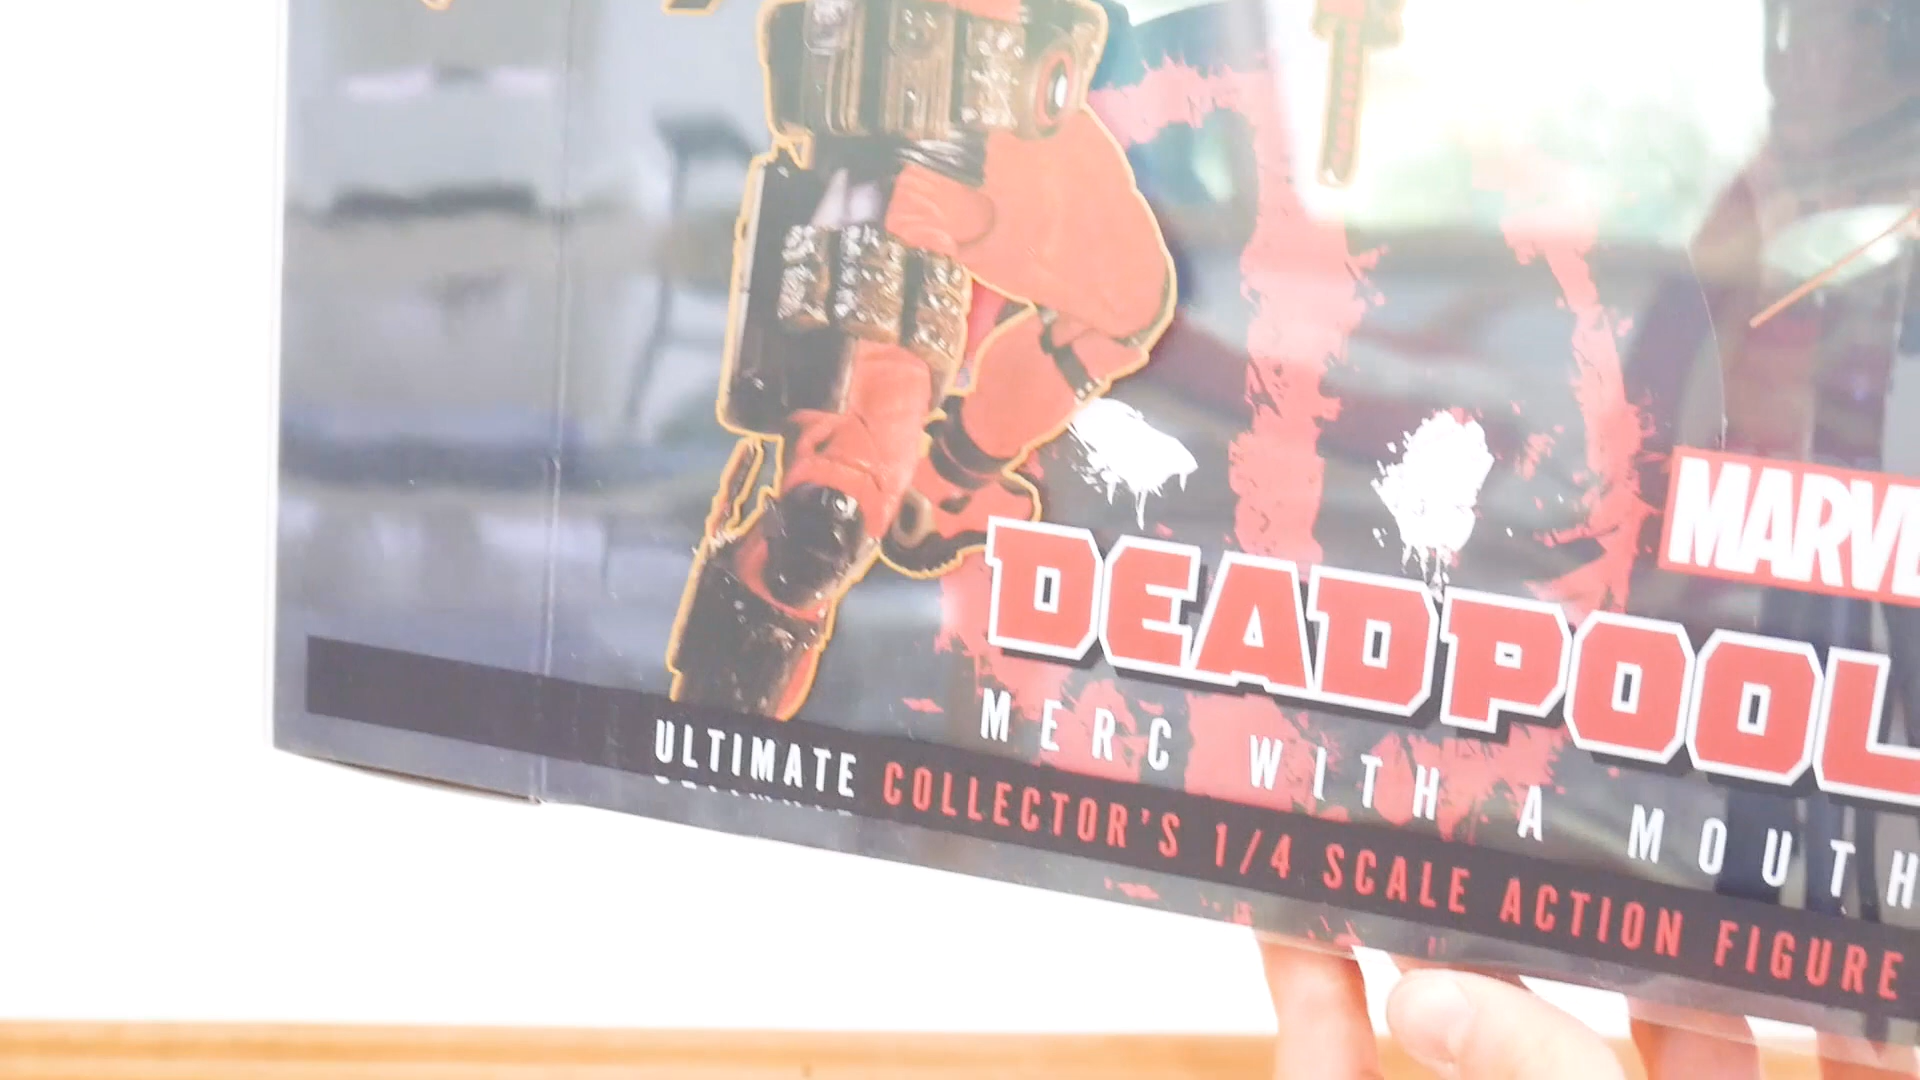 MARVE
DEADPOOL
MERC WITH A MOUTH
ULTIMATE COLLECTOR'S 1/4 SCALE ACTION FIGURE